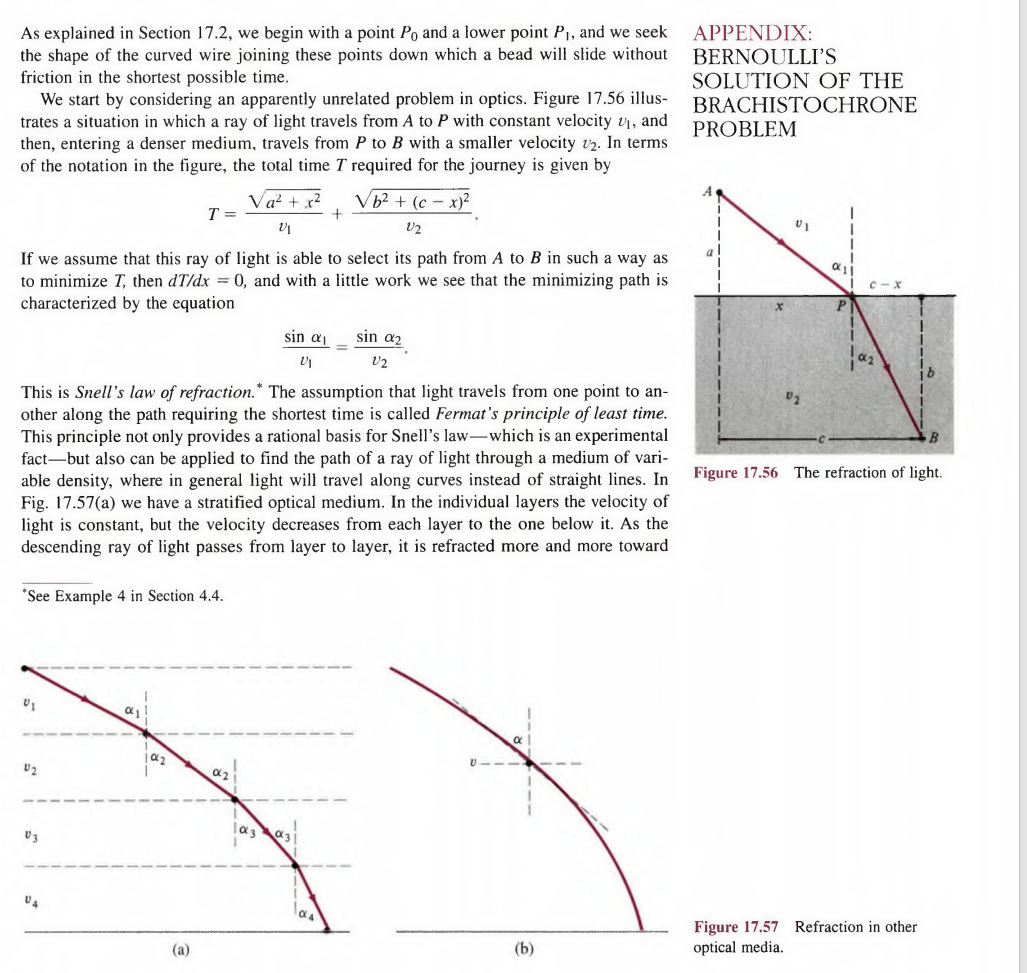 As explained in Section 17.2, we begin with a point P₀ and a lower point P₁, and we seek
the shape of the curved wire joining these points down which a bead will slide without
friction in the shortest possible time.
We start by considering an apparently unrelated problem in optics. Figure 17.56 illus-
trates a situation in which a ray of light travels from A to P with constant velocity v₁, and
then, entering a denser medium, travels from P to B with a smaller velocity v₂. In terms
of the notation in the figure, the total time T required for the journey is given by
T = √(a² + x²)/v₁ + √(b² + (c − x)²)/v₂.
If we assume that this ray of light is able to select its path from A to B in such a way as
to minimize T, then dT/dx = 0, and with a little work we see that the minimizing path is
characterized by the equation
sin α₁/v₁ = sin α₂/v₂.
This is Snell's law of refraction.* The assumption that light travels from one point to an-
other along the path requiring the shortest time is called Fermat's principle of least time.
This principle not only provides a rational basis for Snell's law—which is an experimental
fact—but also can be applied to find the path of a ray of light through a medium of vari-
able density, where in general light will travel along curves instead of straight lines. In
Fig. 17.57(a) we have a stratified optical medium. In the individual layers the velocity of
light is constant, but the velocity decreases from each layer to the one below it. As the
descending ray of light passes from layer to layer, it is refracted more and more toward
*See Example 4 in Section 4.4.
APPENDIX:
BERNOULLI'S
SOLUTION OF THE
BRACHISTOCHRONE
PROBLEM
A
v₁
a
α₁
c − x
x
P
α₂
b
v₂
c
B
Figure 17.56 The refraction of light.
v₁
α₁
α₂
v₂
α₂
α₃
α₃
v₃
v₄
α₄
(a)
α
v
(b)
Figure 17.57 Refraction in other
optical media.